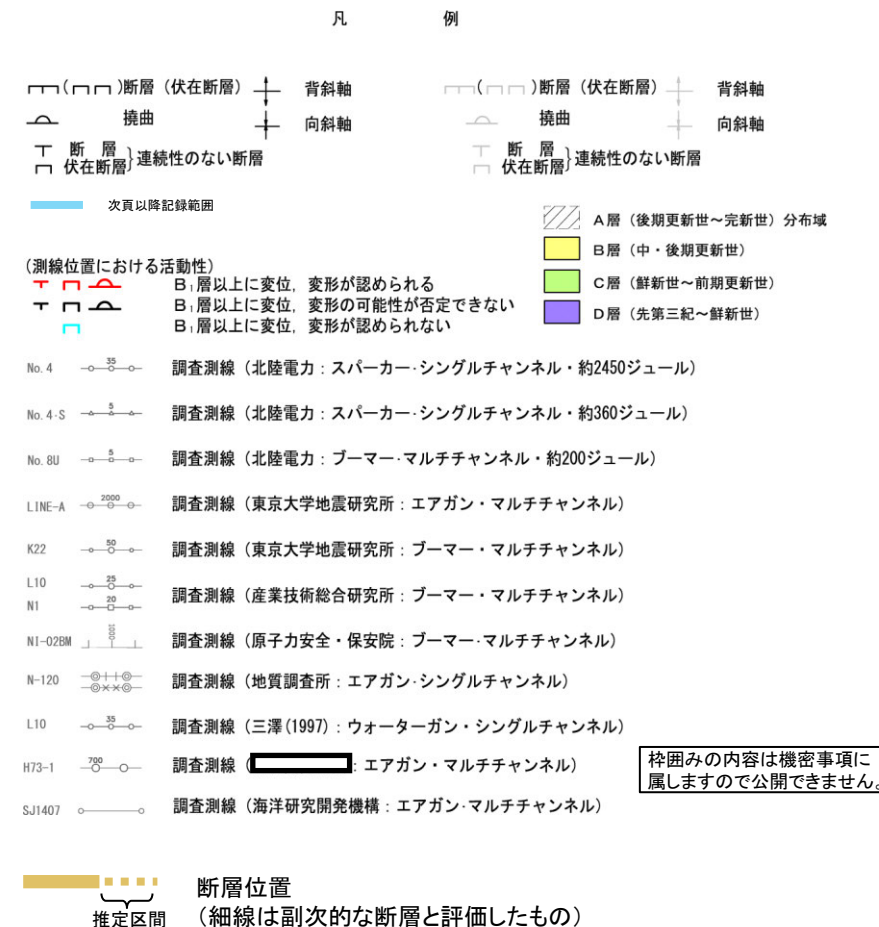 凡　例
(　)断層（伏在断層）　背斜軸　(　)断層（伏在断層）　背斜軸
撓曲　向斜軸　撓曲　向斜軸
断　層
伏在断層}連続性のない断層
断　層
伏在断層}連続性のない断層
次頁以降記録範囲
A層（後期更新世～完新世）分布域
B層（中・後期更新世）
C層（鮮新世～前期更新世）
D層（先第三紀～鮮新世）
(測線位置における活動性)
B₁層以上に変位，変形が認められる
B₁層以上に変位，変形の可能性が否定できない
B₁層以上に変位，変形が認められない
No.4　35　調査測線（北陸電力：スパーカー・シングルチャンネル・約2450ジュール）
No.4-S　5　調査測線（北陸電力：スパーカー・シングルチャンネル・約360ジュール）
No.8U　5　調査測線（北陸電力：ブーマー・マルチチャンネル・約200ジュール）
LINE-A　2000　調査測線（東京大学地震研究所：エアガン・マルチチャンネル）
K22　50　調査測線（東京大学地震研究所：ブーマー・マルチチャンネル）
L10　25
N1　20　調査測線（産業技術総合研究所：ブーマー・マルチチャンネル）
NI-02BM　1000　調査測線（原子力安全・保安院：ブーマー・マルチチャンネル）
N-120　調査測線（地質調査所：エアガン・シングルチャンネル）
L10　35　調査測線（三澤(1997)：ウォーターガン・シングルチャンネル）
H73-1　700　調査測線（　：エアガン・マルチチャンネル）
枠囲みの内容は機密事項に
属しますので公開できません。
SJ1407　調査測線（海洋研究開発機構：エアガン・マルチチャンネル）
断層位置
推定区間　（細線は副次的な断層と評価したもの）